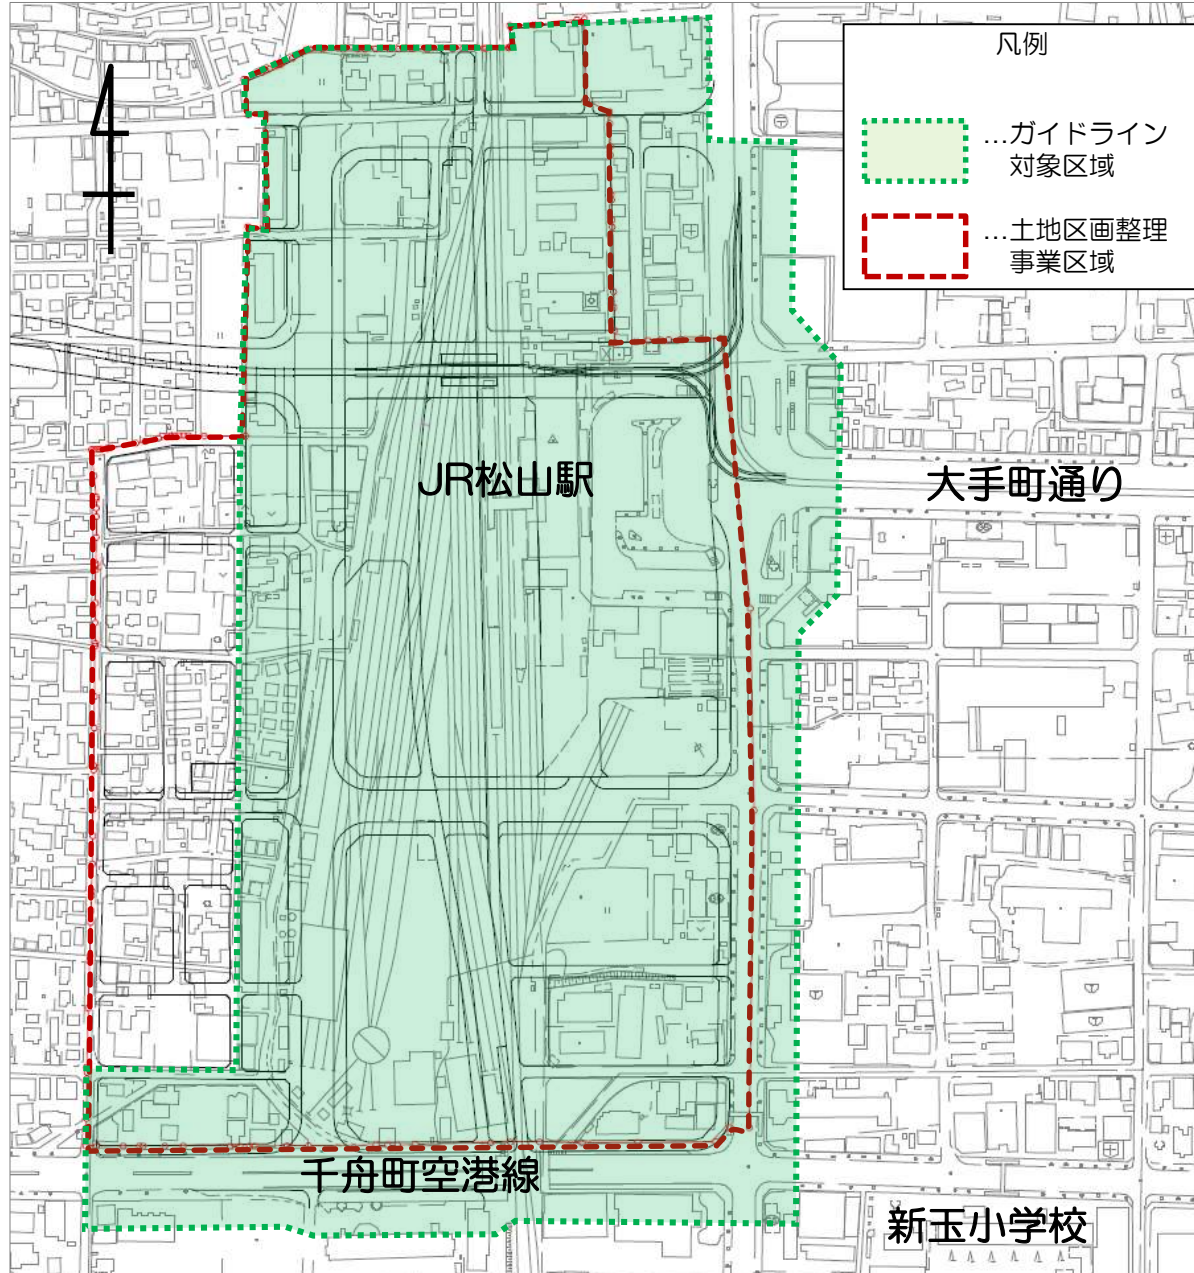 凡例
…ガイドライン
対象区域
…土地区画整理
事業区域
JR松山駅
大手町通り
千舟町空港線
新玉小学校